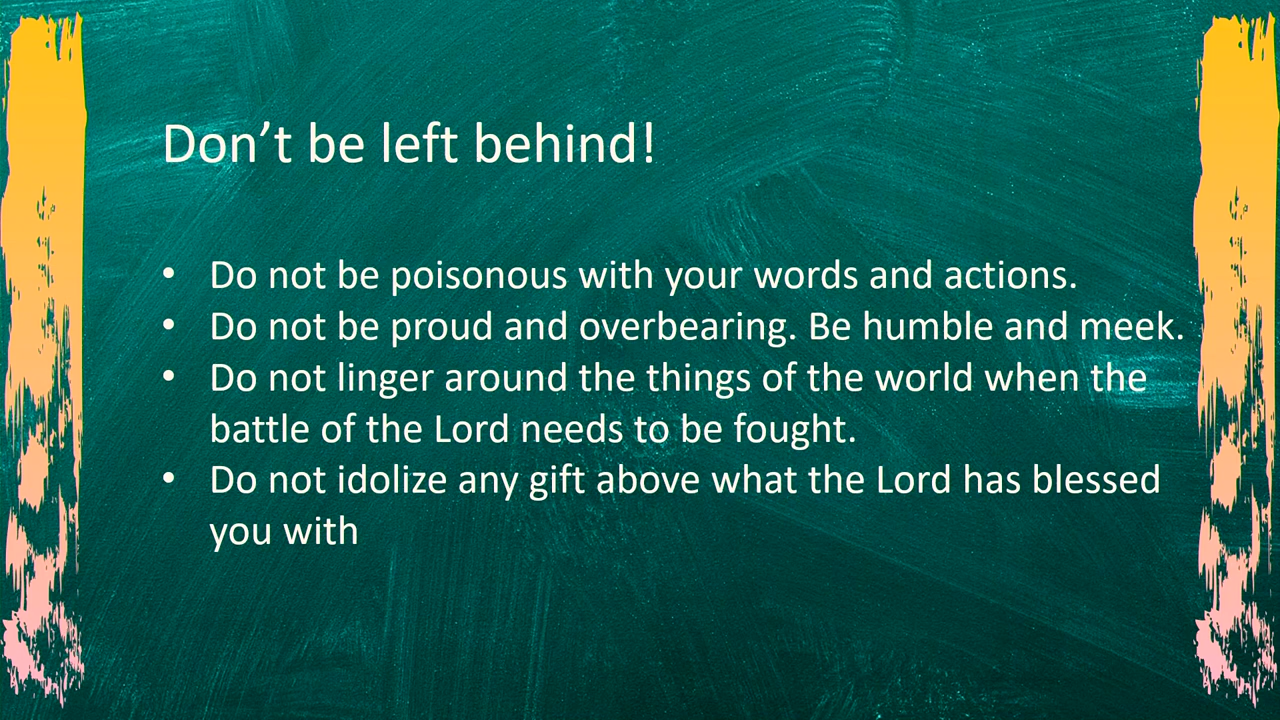 Don’t be left behind!
• Do not be poisonous with your words and actions.
• Do not be proud and overbearing. Be humble and meek.
• Do not linger around the things of the world when the
battle of the Lord needs to be fought.
• Do not idolize any gift above what the Lord has blessed
you with